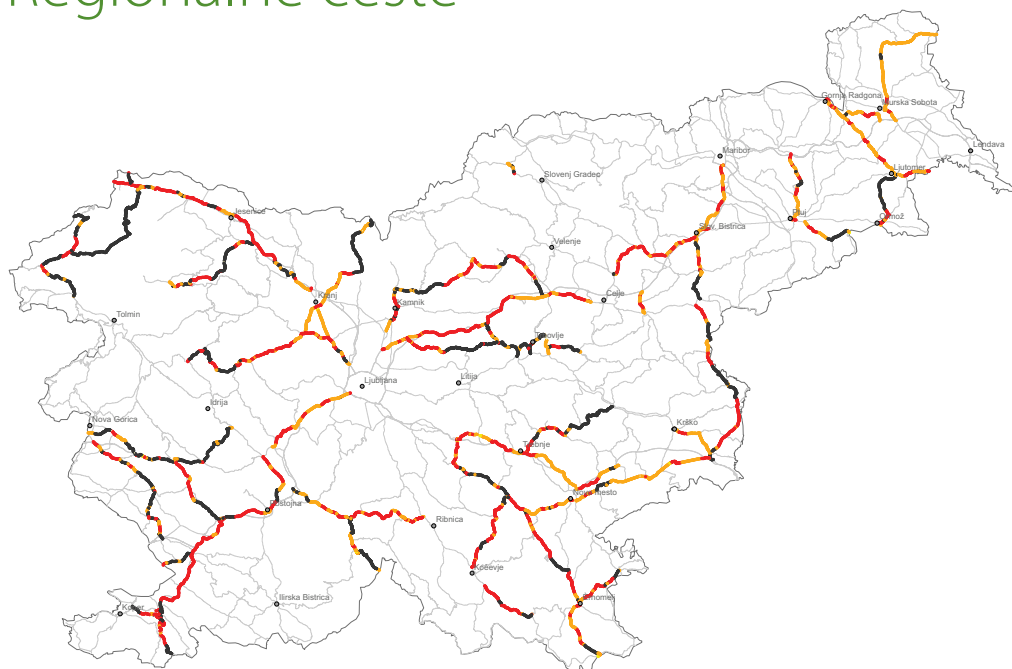 Regionalne ceste
Gornja Radgona
Murska Sobota
Lendava
Maribor
Ljutomer
Slovenj Gradec
Jesenice
Ptuj
Ormož
Slov. Bistrica
Velenje
Kranj
Celje
Kamnik
Tolmin
Trbovlje
Ljubljana
Litija
Idrija
Nova Gorica
Krško
Trebnje
Novo mesto
Postojna
Ribnica
Kočevje
Ilirska Bistrica
Koper
Črnomelj